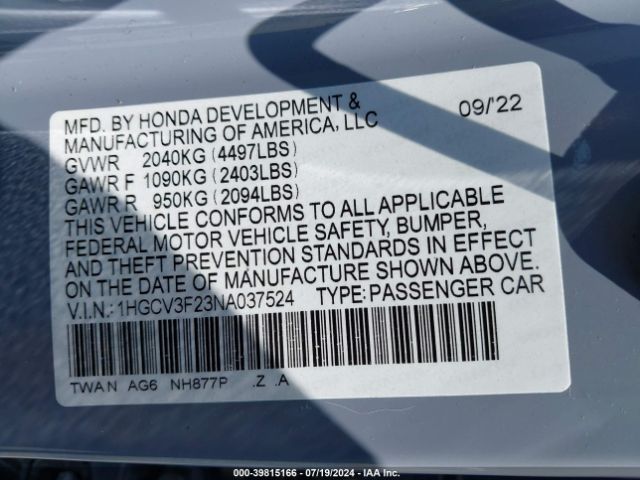 MFD. BY HONDA DEVELOPMENT & 09/'22
MANUFACTURING OF AMERICA, LLC
GVWR 2040KG (4497LBS)
GAWR F 1090KG (2403LBS)
GAWR R 950KG (2094LBS)
THIS VEHICLE CONFORMS TO ALL APPLICABLE
FEDERAL MOTOR VEHICLE SAFETY, BUMPER,
AND THEFT PREVENTION STANDARDS IN EFFECT
ON THE DATE OF MANUFACTURE SHOWN ABOVE.
V.I.N.: 1HGCV3F23NA037524 TYPE: PASSENGER CAR
TWA N AG6 NH877P .Z .A
000-39815166 - 07/19/2024 - IAA Inc.